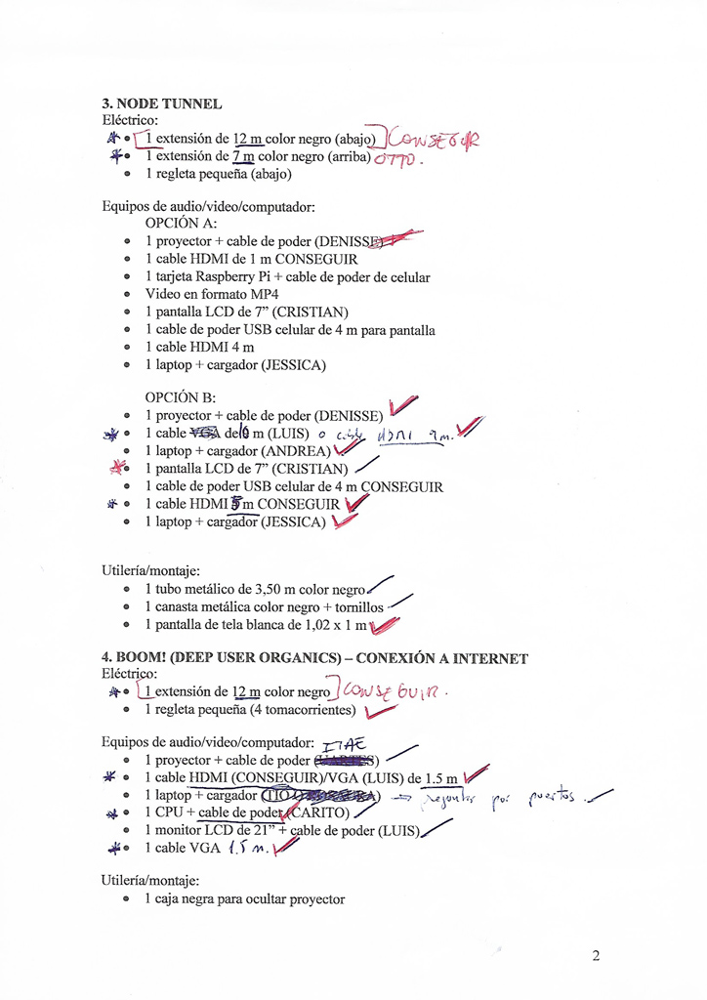 3. NODE TUNNEL
Eléctrico:
* • [1 extensión de 12 m color negro (abajo)] CONSEGUIR
* • 1 extensión de 7 m color negro (arriba) OTTO.
• 1 regleta pequeña (abajo)
Equipos de audio/video/computador:
OPCIÓN A:
• 1 proyector + cable de poder (DENISSE)
• 1 cable HDMI de 1 m CONSEGUIR
• 1 tarjeta Raspberry Pi + cable de poder de celular
• Video en formato MP4
• 1 pantalla LCD de 7” (CRISTIAN)
• 1 cable de poder USB celular de 4 m para pantalla
• 1 cable HDMI 4 m
• 1 laptop + cargador (JESSICA)
OPCIÓN B:
• 1 proyector + cable de poder (DENISSE) ✓
* • 1 cable VGA de 10 m (LUIS) o cable HDMI 9m. ✓
• 1 laptop + cargador (ANDREA) ✓
* • 1 pantalla LCD de 7” (CRISTIAN) ✓
• 1 cable de poder USB celular de 4 m CONSEGUIR
* • 1 cable HDMI 5 m CONSEGUIR ✓
• 1 laptop + cargador (JESSICA) ✓
Utilería/montaje:
• 1 tubo metálico de 3,50 m color negro ✓
• 1 canasta metálica color negro + tornillos ✓
• 1 pantalla de tela blanca de 1,02 x 1 m ✓
4. BOOM! (DEEP USER ORGANICS) – CONEXIÓN A INTERNET
Eléctrico:
* • [1 extensión de 12 m color negro] CONSEGUIR.
• 1 regleta pequeña (4 tomacorrientes) ✓
Equipos de audio/video/computador: ITAE
• 1 proyector + cable de poder (UARTES) ✓
* • 1 cable HDMI (CONSEGUIR)/VGA (LUIS) de 1.5 m ✓
• 1 laptop + cargador (TIO → preguntar por puertos. ✓
* • 1 CPU + cable de poder (CARITO) ✓
• 1 monitor LCD de 21” + cable de poder (LUIS) ✓
* • 1 cable VGA 1.5 m. ✓
Utilería/montaje:
• 1 caja negra para ocultar proyector
2